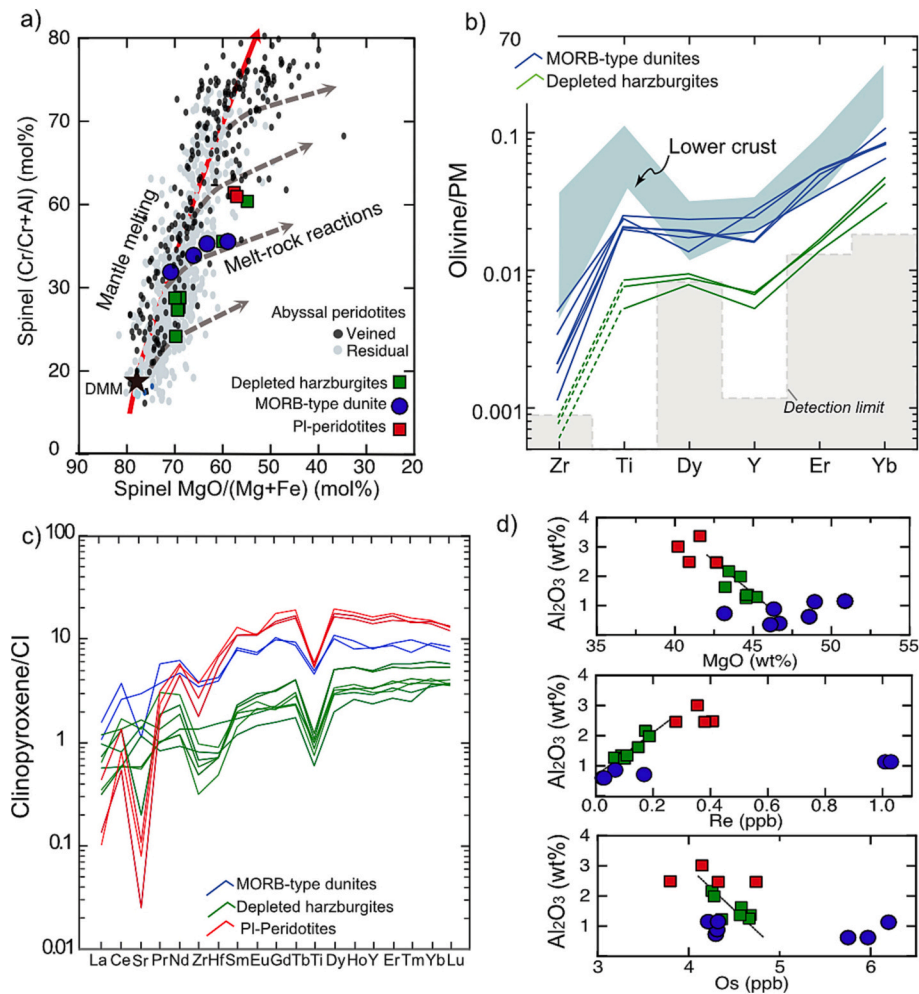 a)
80
60
40
30
20
0
90
80
70
60
50
40
30
20
Spinel (Cr/Cr+Al) (mol%)
Spinel MgO/(Mg+Fe) (mol%)
Mantle melting
Melt-rock reactions
Abyssal peridotites
Veined
Residual
DMM
Depleted harzburgites
MORB-type dunite
Pl-peridotites
b)
70
MORB-type dunites
Depleted harzburgites
0.1
0.01
0.001
Olivine/PM
Lower crust
Detection limit
Zr
Ti
Dy
Y
Er
Yb
c)
100
10
1
0.1
0.01
Clinopyroxene/CI
MORB-type dunites
Depleted harzburgites
Pl-Peridotites
La Ce Sr Pr Nd Zr Hf Sm Eu Gd Tb Ti Dy Ho Y Er Tm Yb Lu
d)
4
3
2
1
Al₂O₃ (wt%)
35
40
45
50
55
MgO (wt%)
4
3
2
1
Al₂O₃ (wt%)
0.0
0.2
0.4
0.6
0.8
1.0
Re (ppb)
4
3
2
1
Al₂O₃ (wt%)
3
4
5
6
Os (ppb)